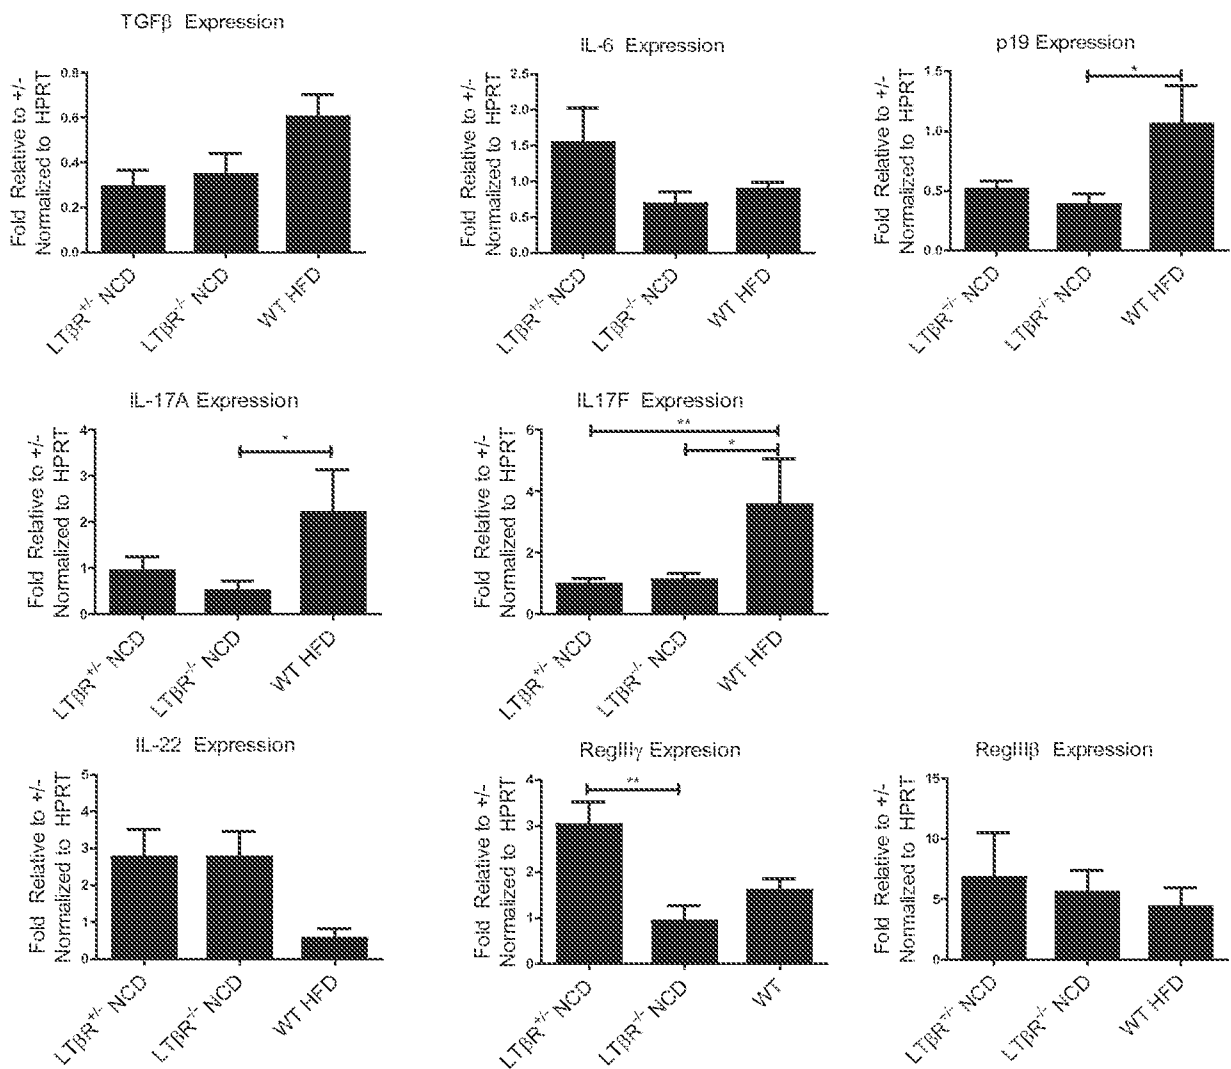 TGFβ Expression
Fold Relative to +/-
Normalized to HPRT
0.8
0.6
0.4
0.2
0.0
LTβR+/- NCD
LTβR-/- NCD
WT HFD
IL-6 Expression
Fold Relative to +/-
Normalized to HPRT
2.5
2.0
1.5
1.0
0.5
0.0
LTβR+/- NCD
LTβR-/- NCD
WT HFD
p19 Expression
Fold Relative to +/-
Normalized to HPRT
1.5
1.0
0.5
0.0
*
LTβR+/- NCD
LTβR-/- NCD
WT HFD
IL-17A Expression
Fold Relative to +/-
Normalized to HPRT
4
3
2
1
0
*
LTβR+/- NCD
LTβR-/- NCD
WT HFD
IL17F Expression
Fold Relative to +/-
Normalized to HPRT
6
4
2
0
**
*
LTβR+/- NCD
LTβR-/- NCD
WT HFD
IL-22 Expression
Fold Relative to +/-
Normalized to HPRT
5
4
3
2
1
0
LTβR+/- NCD
LTβR-/- NCD
WT HFD
RegIIIγ Expresion
Fold Relative to +/-
Normalized to HPRT
4
3
2
1
0
**
LTβR+/- NCD
LTβR-/- NCD
WT
RegIIIβ Expression
Fold Relative to +/-
Normalized to HPRT
15
10
5
0
LTβR+/- NCD
LTβR-/- NCD
WT HFD